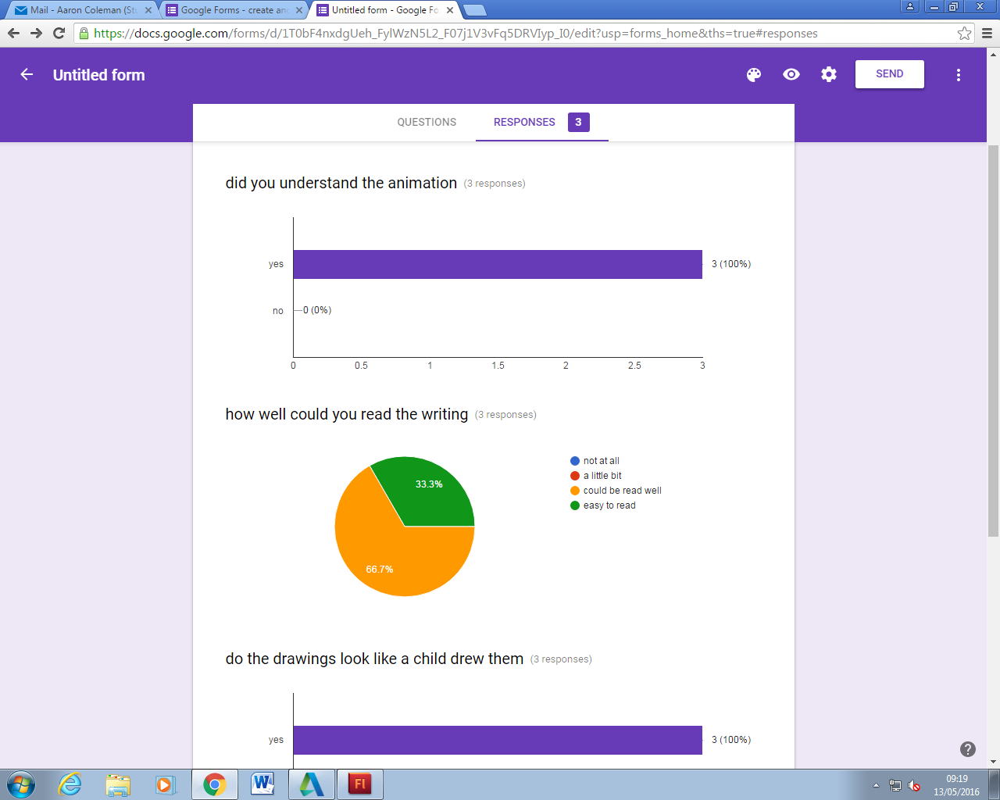 Mail - Aaron Coleman (Stu
Google Forms - create and
Untitled form - Google Fo
https://docs.google.com/forms/d/1T0bF4nxdgUeh_FylWzN5L2_F07j1V3vFq5DRVIyp_I0/edit?usp=forms_home&ths=true#responses
Untitled form
SEND
QUESTIONS
RESPONSES 3
did you understand the animation (3 responses)
yes
3 (100%)
no
0 (0%)
0 0.5 1 1.5 2 2.5 3
how well could you read the writing (3 responses)
33.3%
66.7%
not at all
a little bit
could be read well
easy to read
do the drawings look like a child drew them (3 responses)
yes
3 (100%)
Fl
09:19
13/05/2016